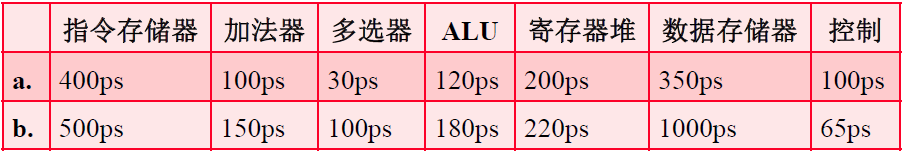 指令存储器 加法器 多选器 ALU 寄存器堆 数据存储器 控制
a. 400ps 100ps 30ps 120ps 200ps 350ps 100ps
b. 500ps 150ps 100ps 180ps 220ps 1000ps 65ps